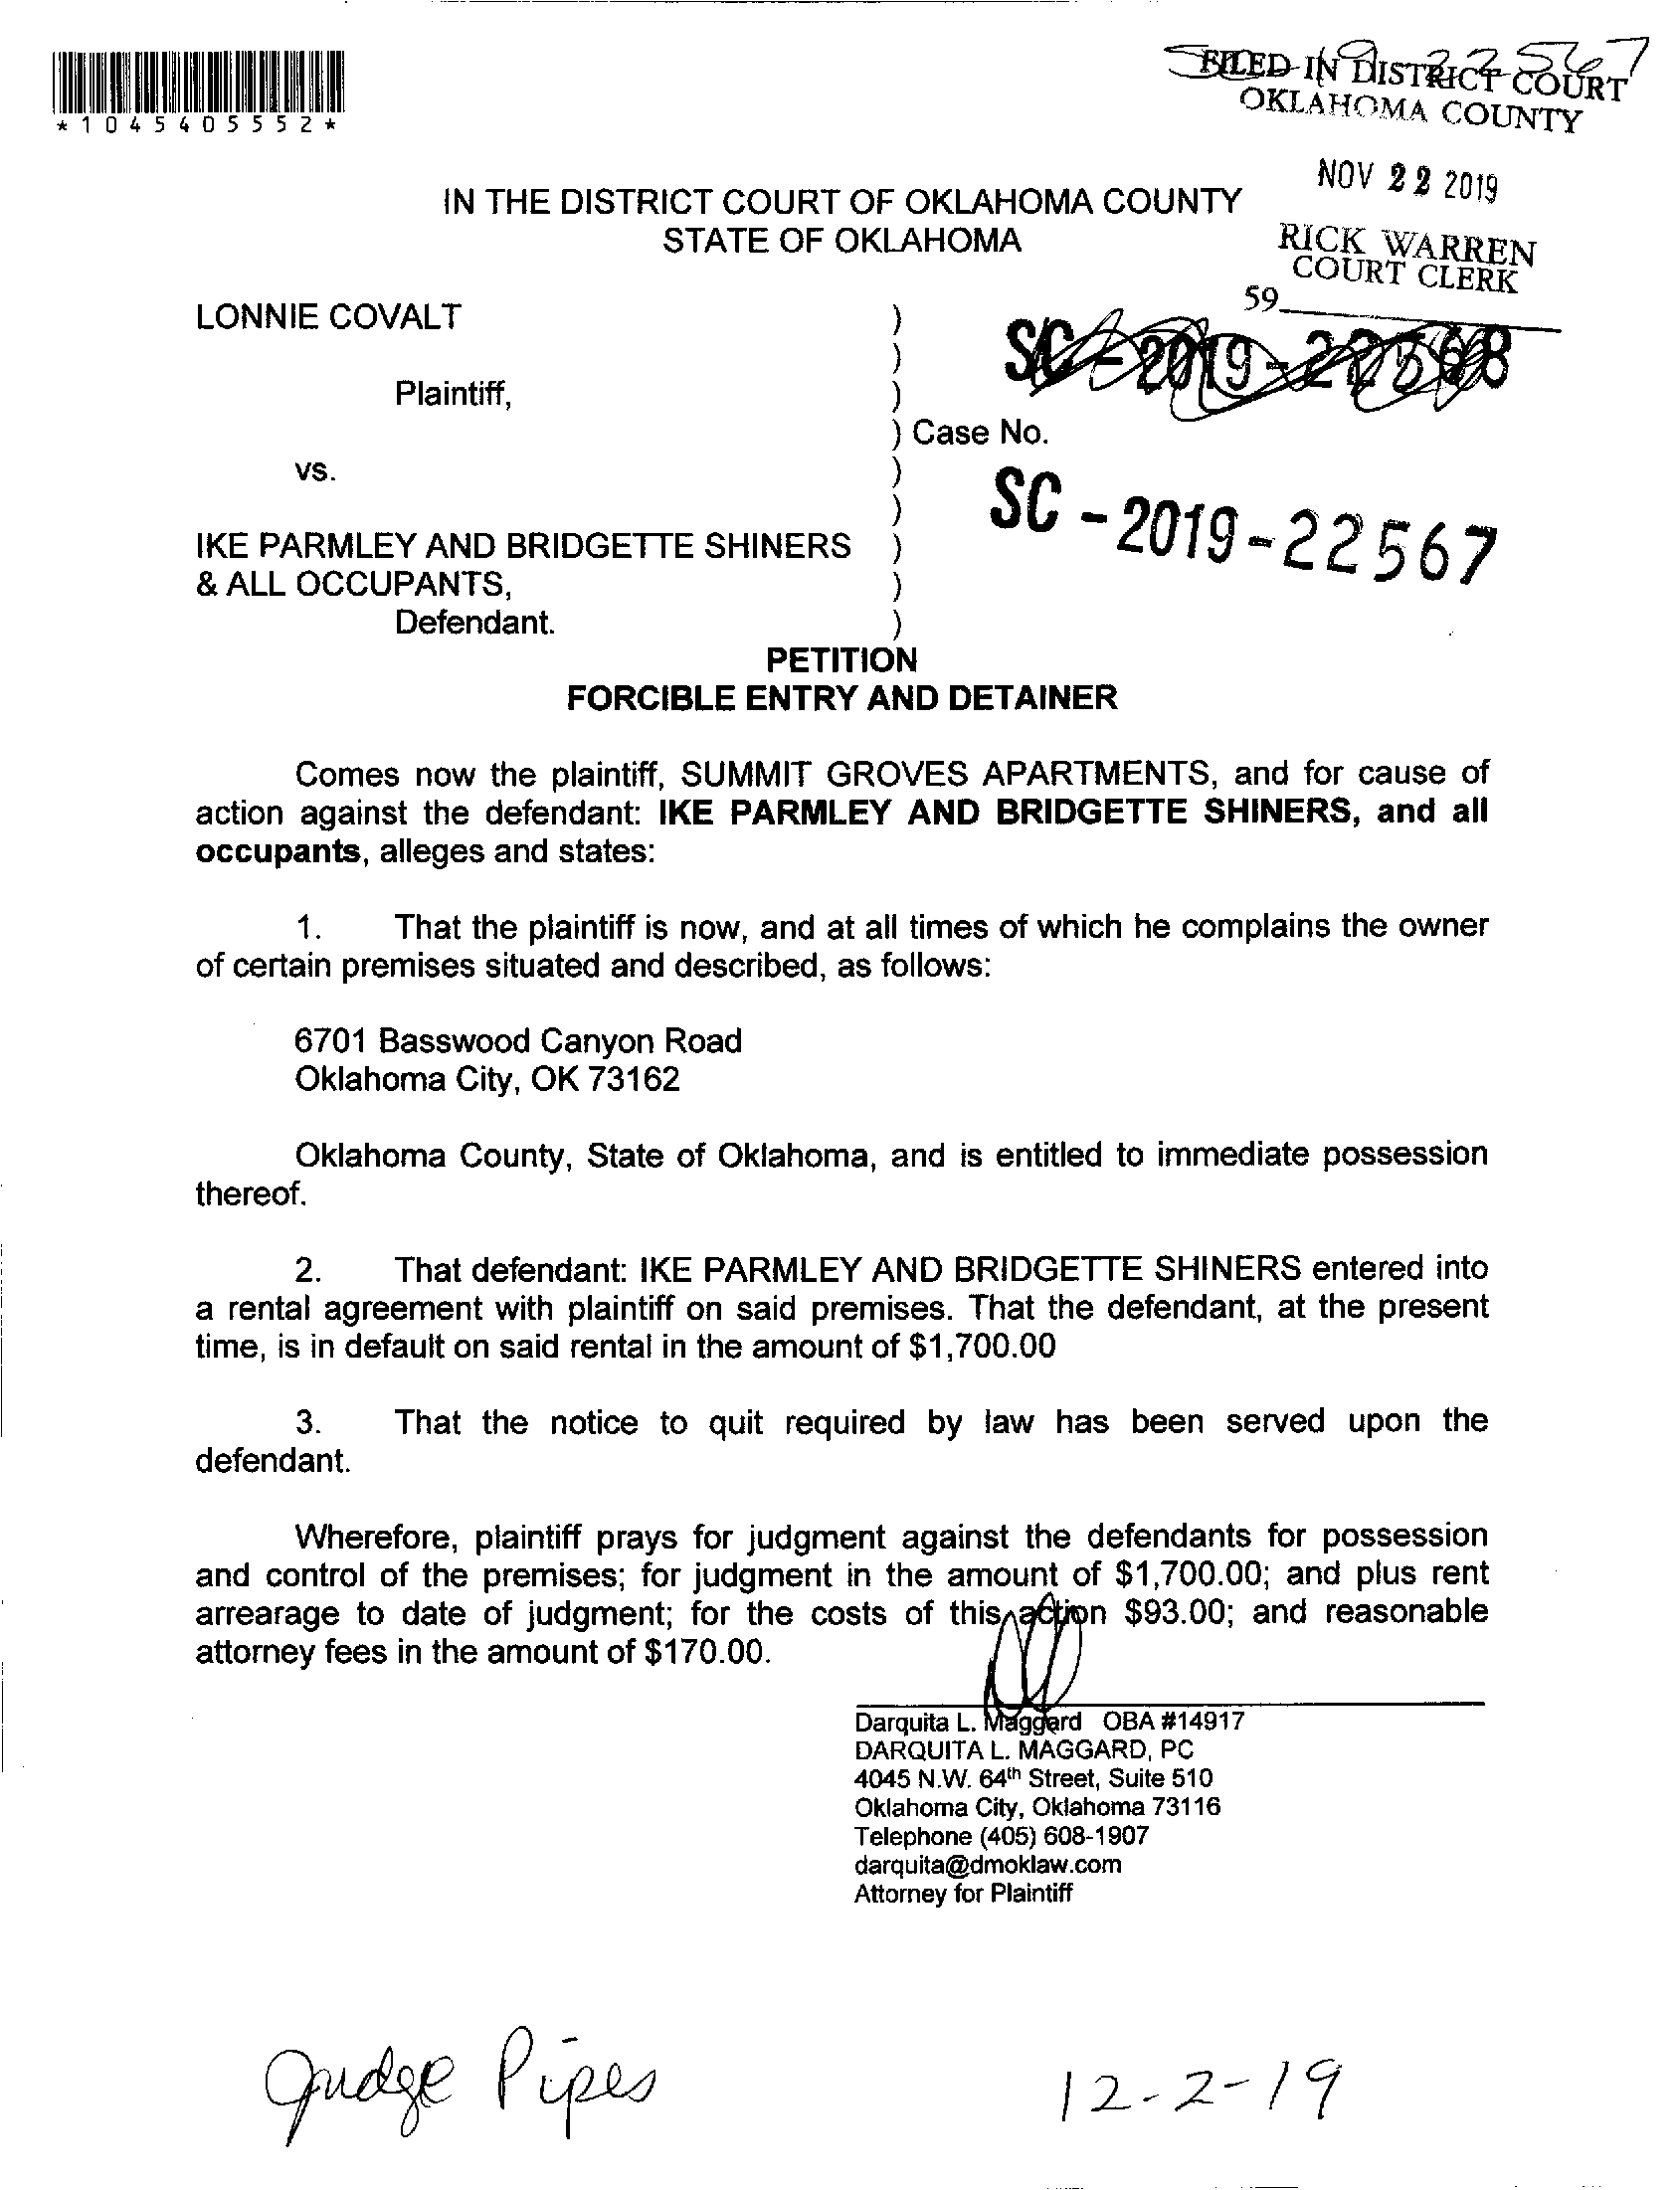 *1045405552*
FILED IN DISTRICT COURT
OKLAHOMA COUNTY
NOV 22 2019
RICK WARREN
COURT CLERK
59
IN THE DISTRICT COURT OF OKLAHOMA COUNTY
STATE OF OKLAHOMA
LONNIE COVALT )
)
Plaintiff, )
) Case No.
SC-2019-22568
vs. )
)
SC-2019-22567
IKE PARMLEY AND BRIDGETTE SHINERS )
& ALL OCCUPANTS, )
Defendant. )
PETITION
FORCIBLE ENTRY AND DETAINER
Comes now the plaintiff, SUMMIT GROVES APARTMENTS, and for cause of
action against the defendant: IKE PARMLEY AND BRIDGETTE SHINERS, and all
occupants, alleges and states:
1. That the plaintiff is now, and at all times of which he complains the owner
of certain premises situated and described, as follows:
6701 Basswood Canyon Road
Oklahoma City, OK 73162
Oklahoma County, State of Oklahoma, and is entitled to immediate possession
thereof.
2. That defendant: IKE PARMLEY AND BRIDGETTE SHINERS entered into
a rental agreement with plaintiff on said premises. That the defendant, at the present
time, is in default on said rental in the amount of $1,700.00
3. That the notice to quit required by law has been served upon the
defendant.
Wherefore, plaintiff prays for judgment against the defendants for possession
and control of the premises; for judgment in the amount of $1,700.00; and plus rent
arrearage to date of judgment; for the costs of this action $93.00; and reasonable
attorney fees in the amount of $170.00.
Darquita L. Maggard OBA #14917
DARQUITA L. MAGGARD, PC
4045 N.W. 64th Street, Suite 510
Oklahoma City, Oklahoma 73116
Telephone (405) 608-1907
darquita@dmoklaw.com
Attorney for Plaintiff
Judge Pipes 12-2-19